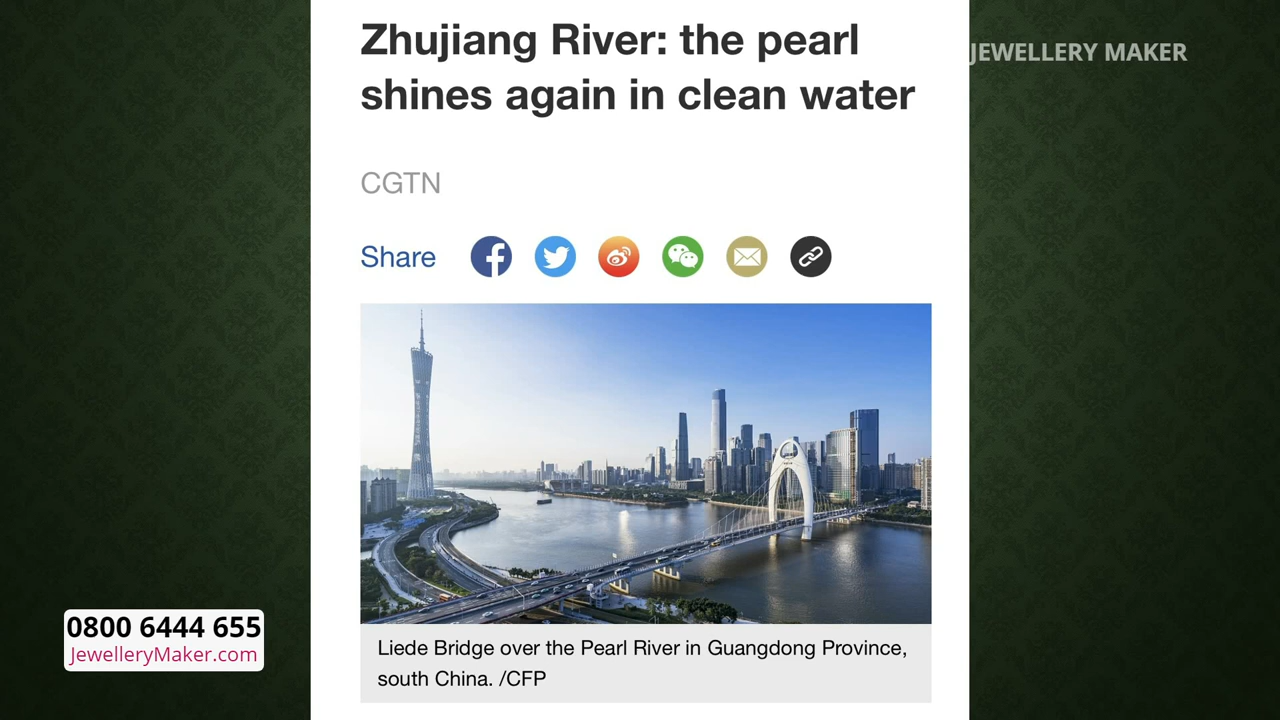 Zhujiang River: the pearl
shines again in clean water
JEWELLERY MAKER
CGTN
Share
Liede Bridge over the Pearl River in Guangdong Province,
south China. /CFP
0800 6444 655
JewelleryMaker.com